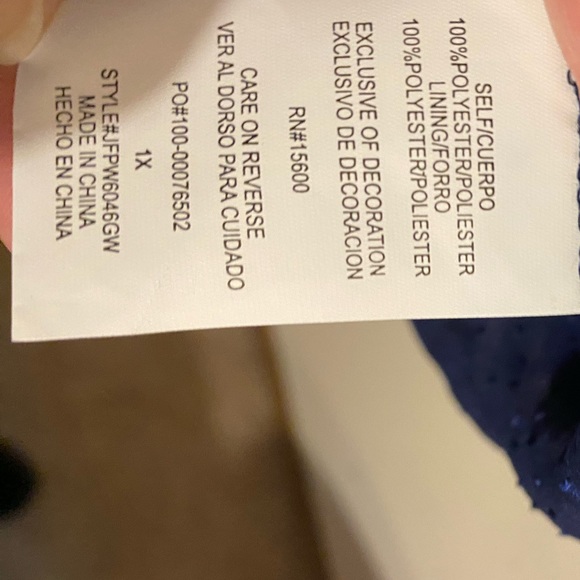 SELF/CUERPO
100%POLYESTER/POLIESTER
LINING/FORRO
100%POLYESTER/POLIESTER
EXCLUSIVE OF DECORATION
EXCLUSIVO DE DECORACION
RN#15600
CARE ON REVERSE
VER AL DORSO PARA CUIDADO
PO#100-00076502
1X
STYLE#JFPW6046GW
MADE IN CHINA
HECHO EN CHINA